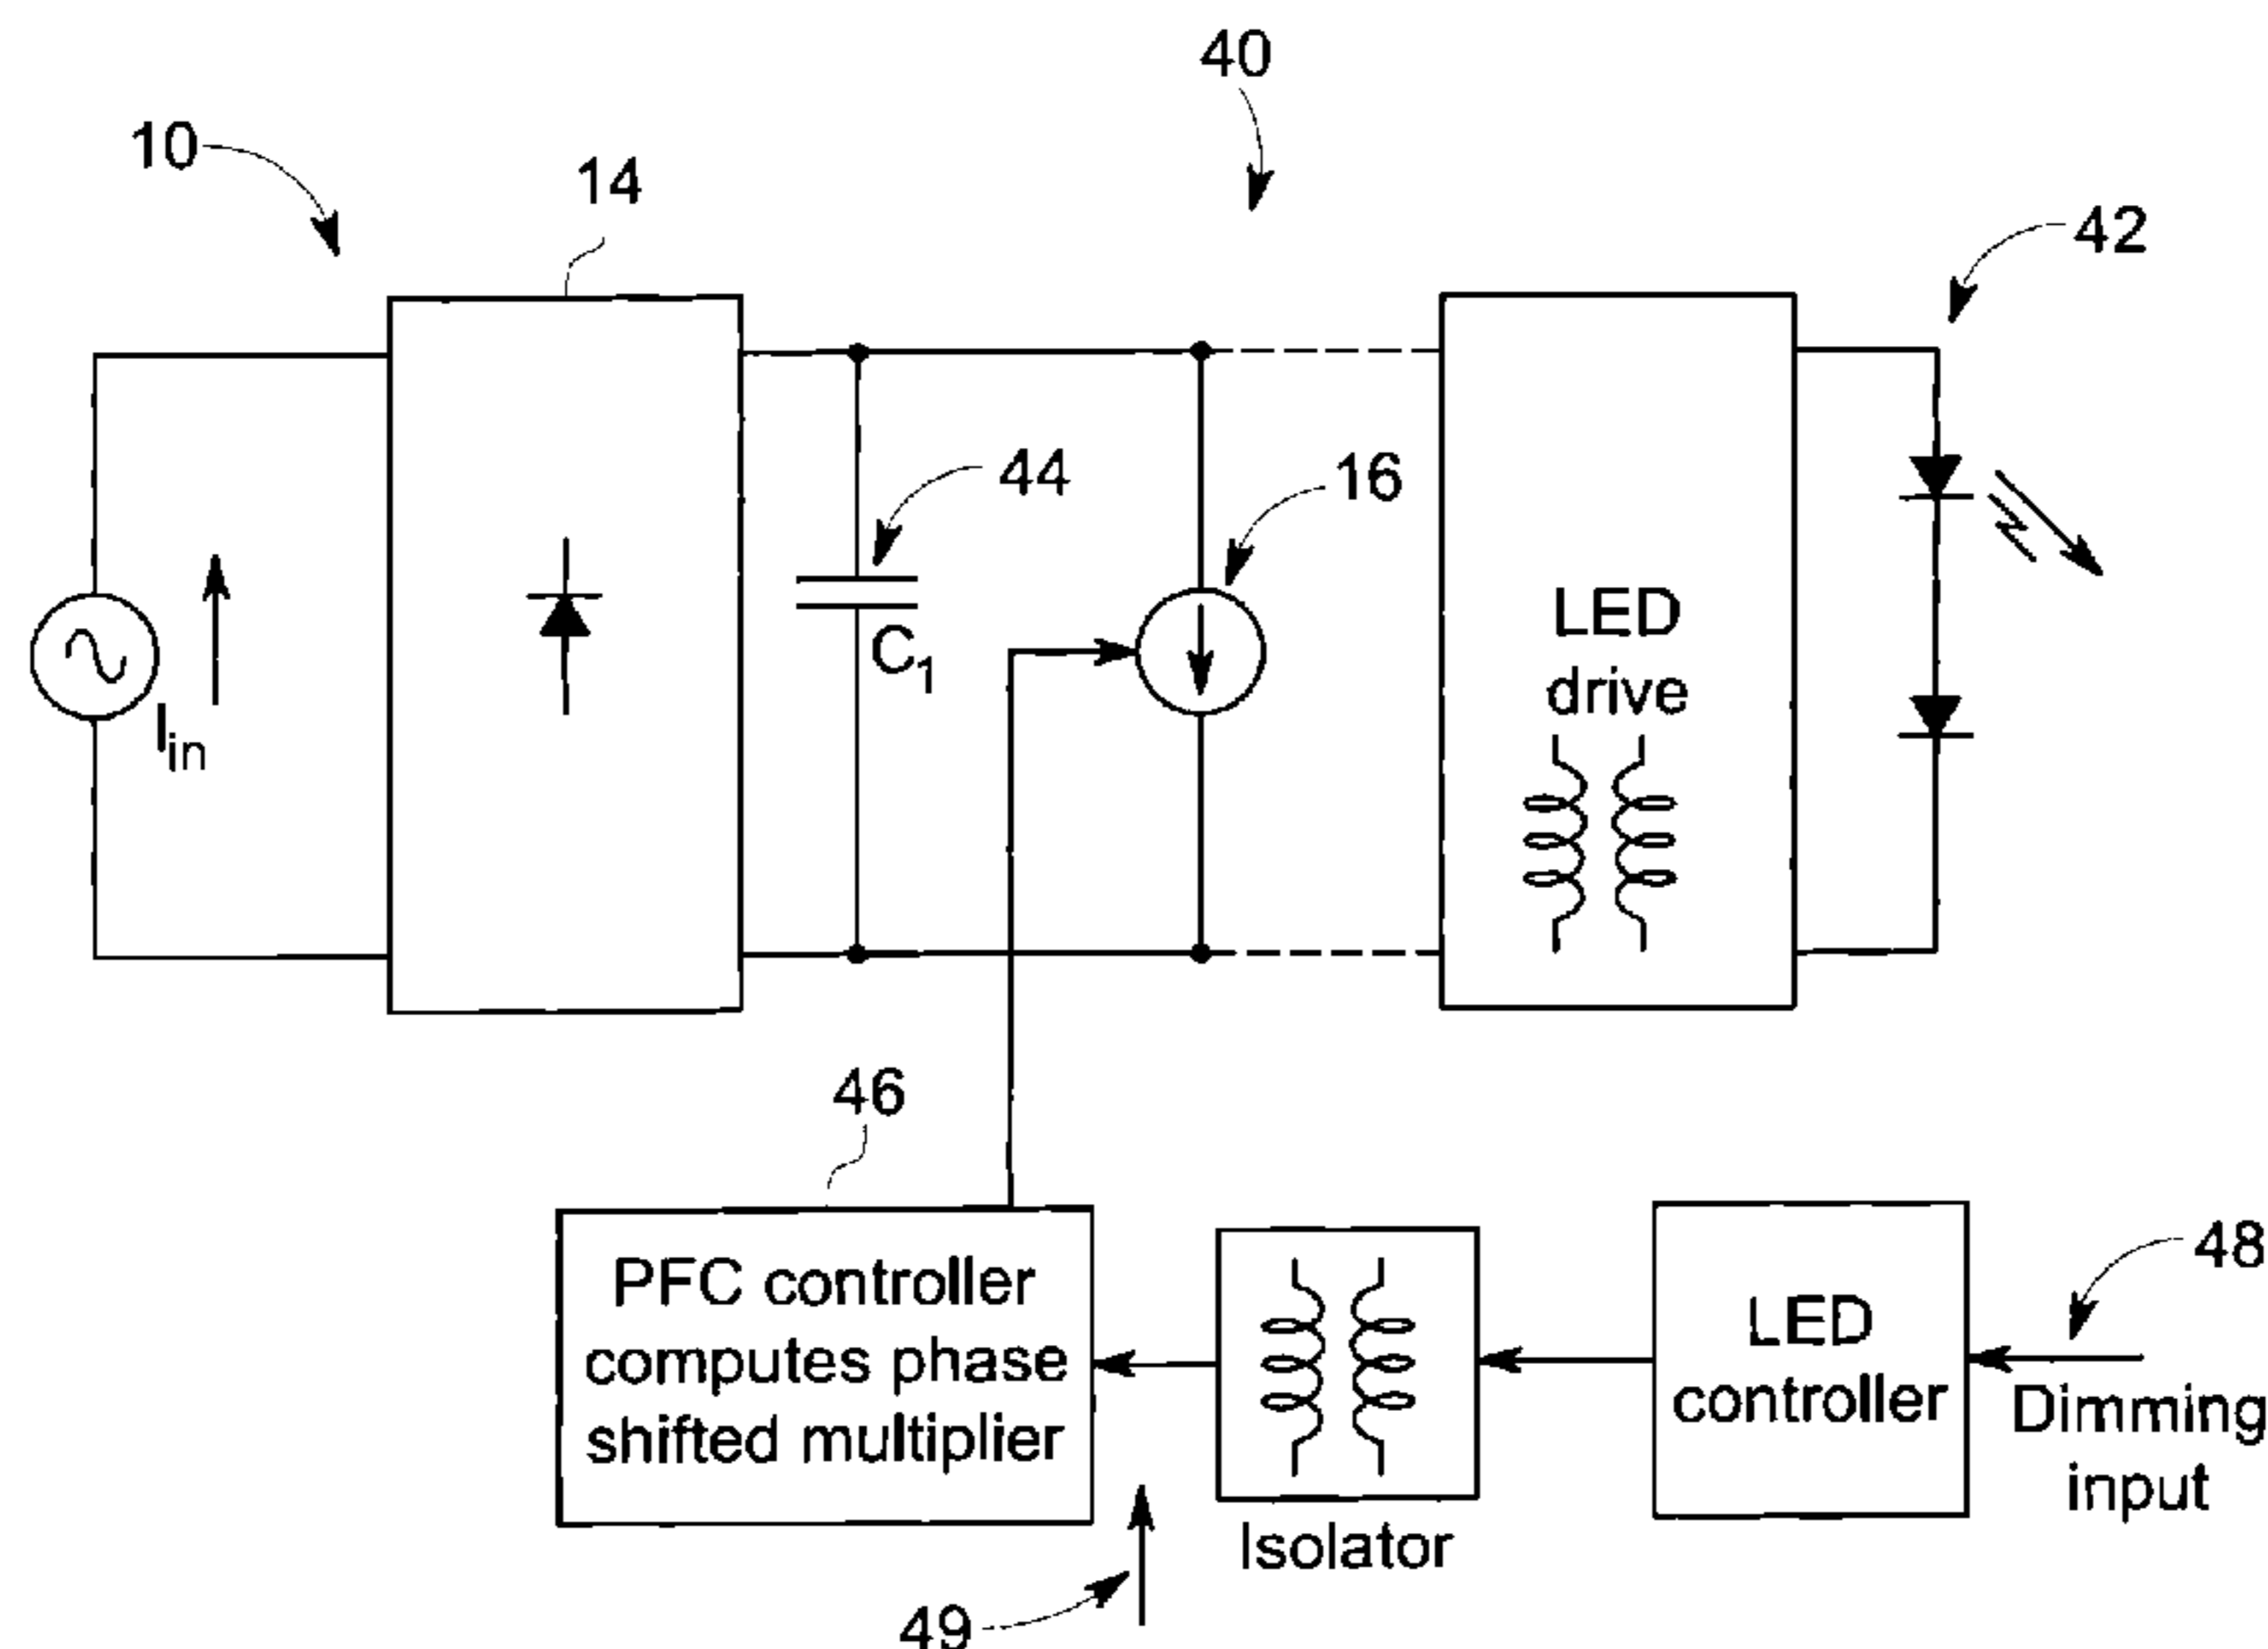 40
10
14
42
44
16
C1
Iin
LED
drive
46
PFC controller
computes phase
shifted multiplier
48
LED
controller
Dimming
input
Isolator
49